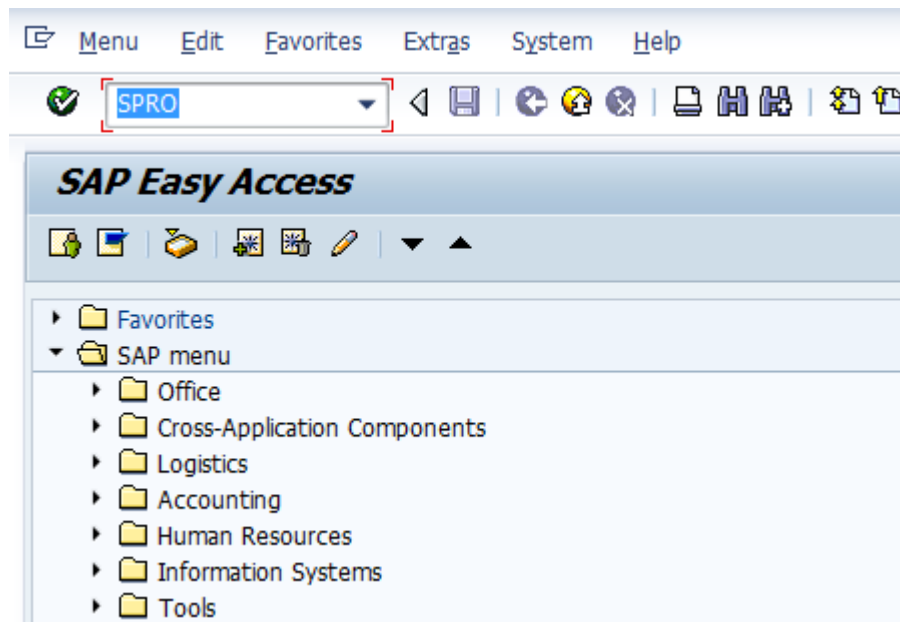 Menu Edit Favorites Extras System Help
SPRO
SAP Easy Access
Favorites
SAP menu
Office
Cross-Application Components
Logistics
Accounting
Human Resources
Information Systems
Tools